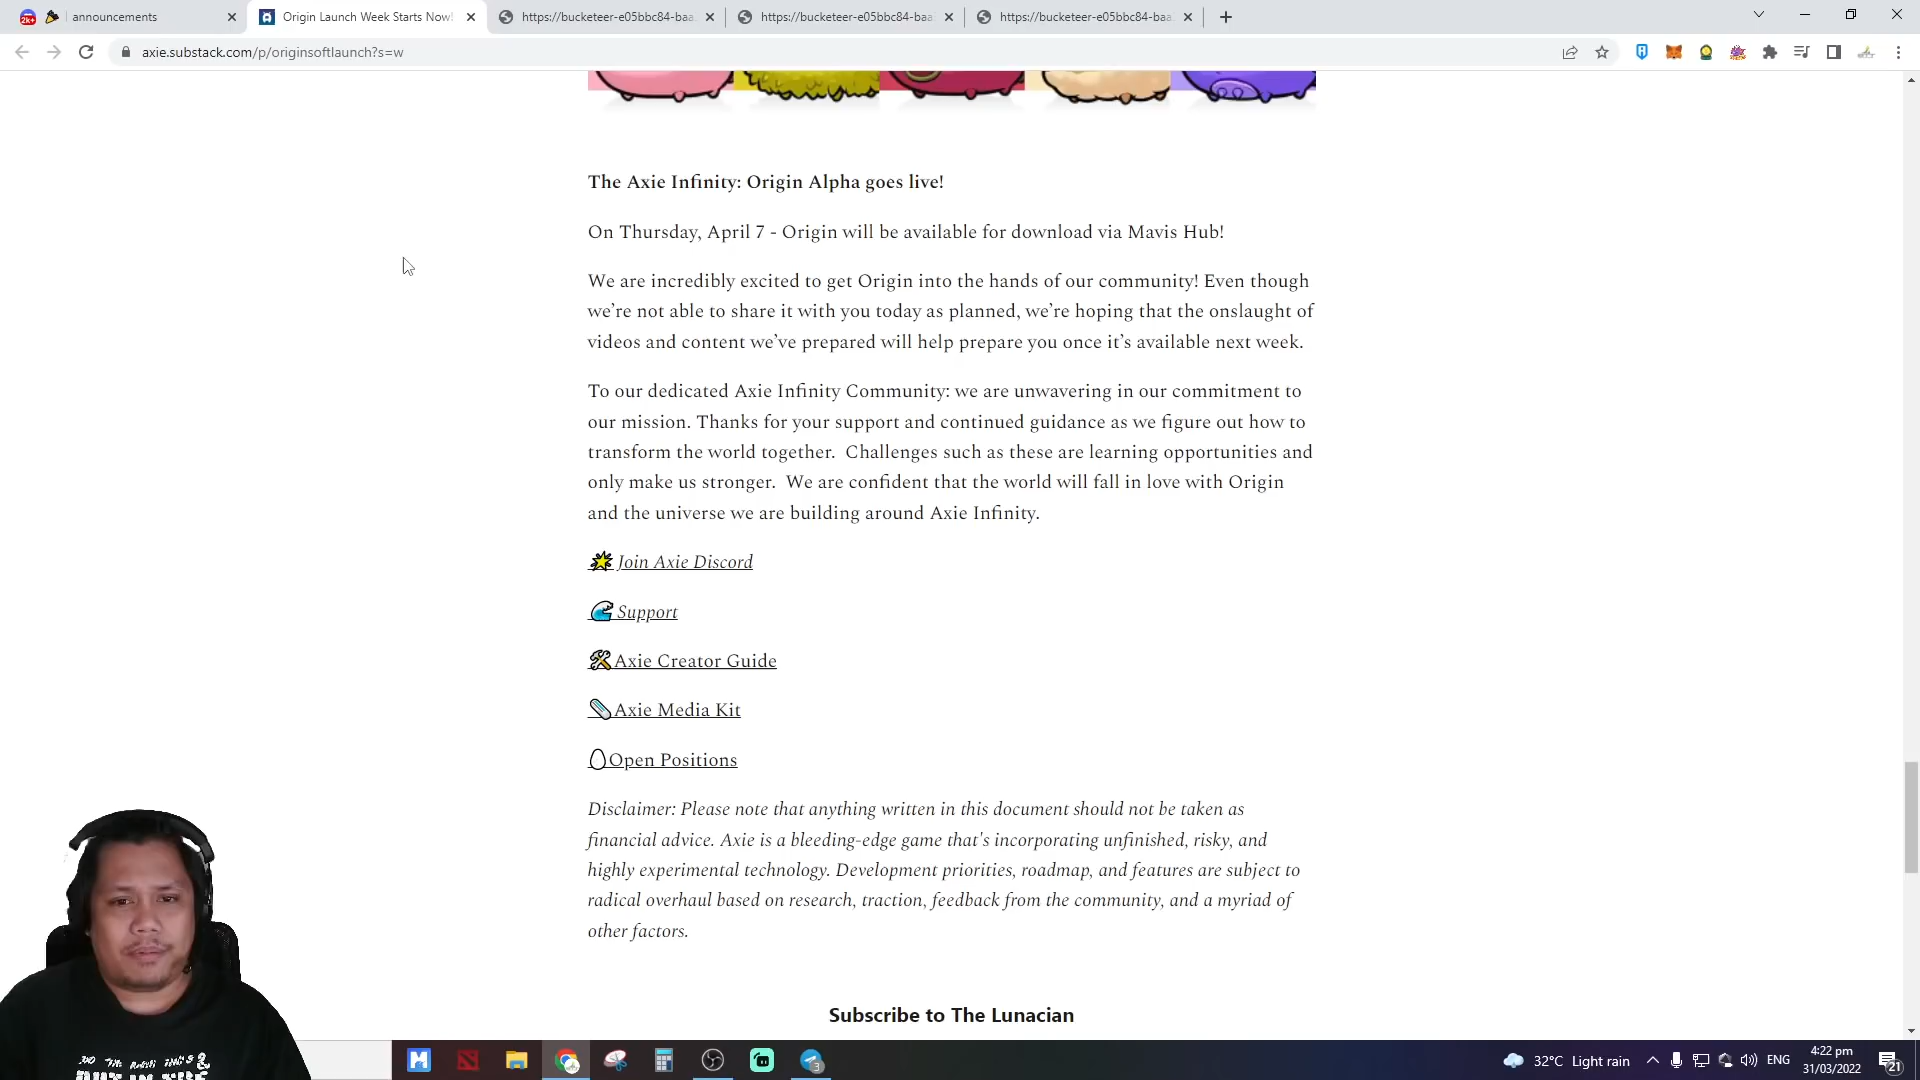 2k+ announcements
Origin Launch Week Starts Now!
https://bucketeer-e05bbc84-baa
https://bucketeer-e05bbc84-baa
https://bucketeer-e05bbc84-baa
axie.substack.com/p/originsoftlaunch?s=w
The Axie Infinity: Origin Alpha goes live!
On Thursday, April 7 - Origin will be available for download via Mavis Hub!
We are incredibly excited to get Origin into the hands of our community! Even though
we’re not able to share it with you today as planned, we’re hoping that the onslaught of
videos and content we’ve prepared will help prepare you once it’s available next week.
To our dedicated Axie Infinity Community: we are unwavering in our commitment to
our mission. Thanks for your support and continued guidance as we figure out how to
transform the world together.  Challenges such as these are learning opportunities and
only make us stronger.  We are confident that the world will fall in love with Origin
and the universe we are building around Axie Infinity.
Join Axie Discord
Support
Axie Creator Guide
Axie Media Kit
Open Positions
Disclaimer: Please note that anything written in this document should not be taken as
financial advice. Axie is a bleeding-edge game that's incorporating unfinished, risky, and
highly experimental technology. Development priorities, roadmap, and features are subject to
radical overhaul based on research, traction, feedback from the community, and a myriad of
other factors.
Subscribe to The Lunacian
3
32°C Light rain
ENG
4:22 pm
31/03/2022
21